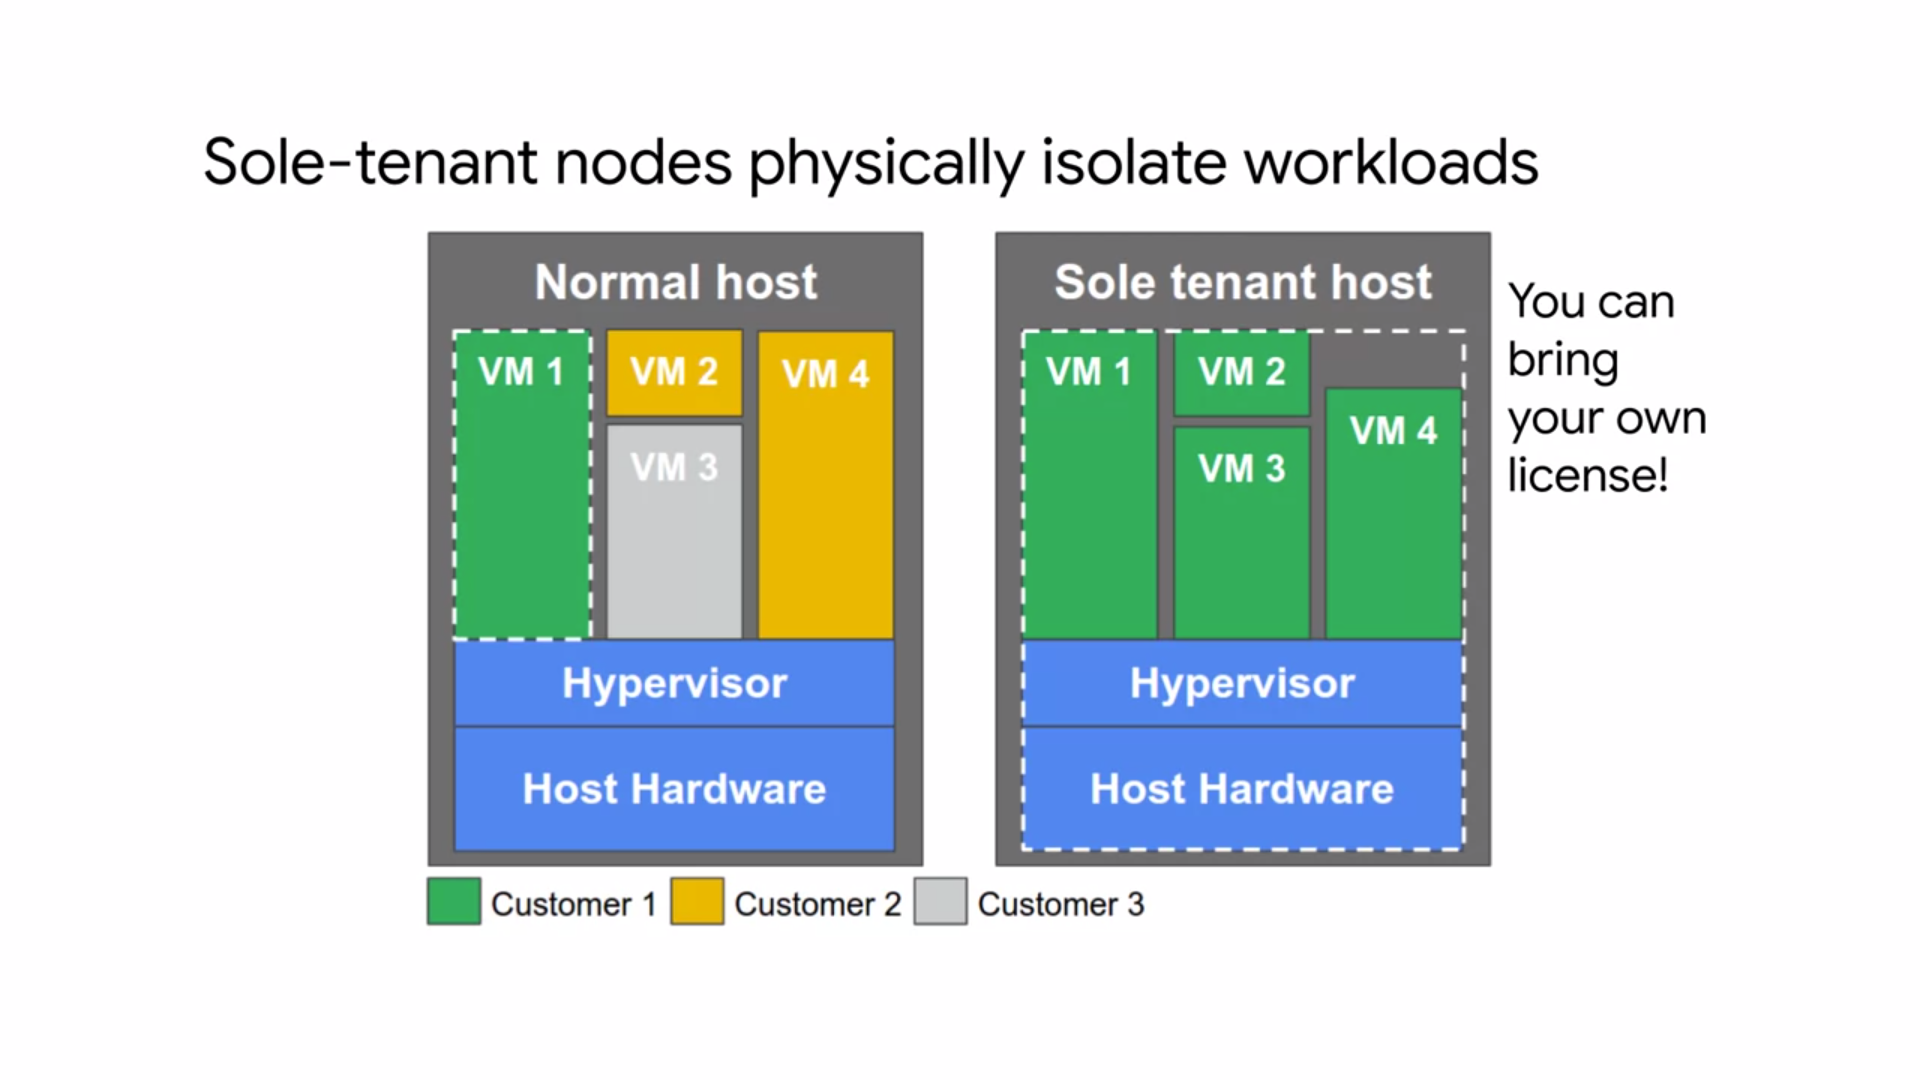 Sole-tenant nodes physically isolate workloads
Normal host
VM 1
VM 2
VM 3
VM 4
Hypervisor
Host Hardware
Sole tenant host
VM 1
VM 2
VM 3
VM 4
Hypervisor
Host Hardware
You can
bring
your own
license!
Customer 1
Customer 2
Customer 3